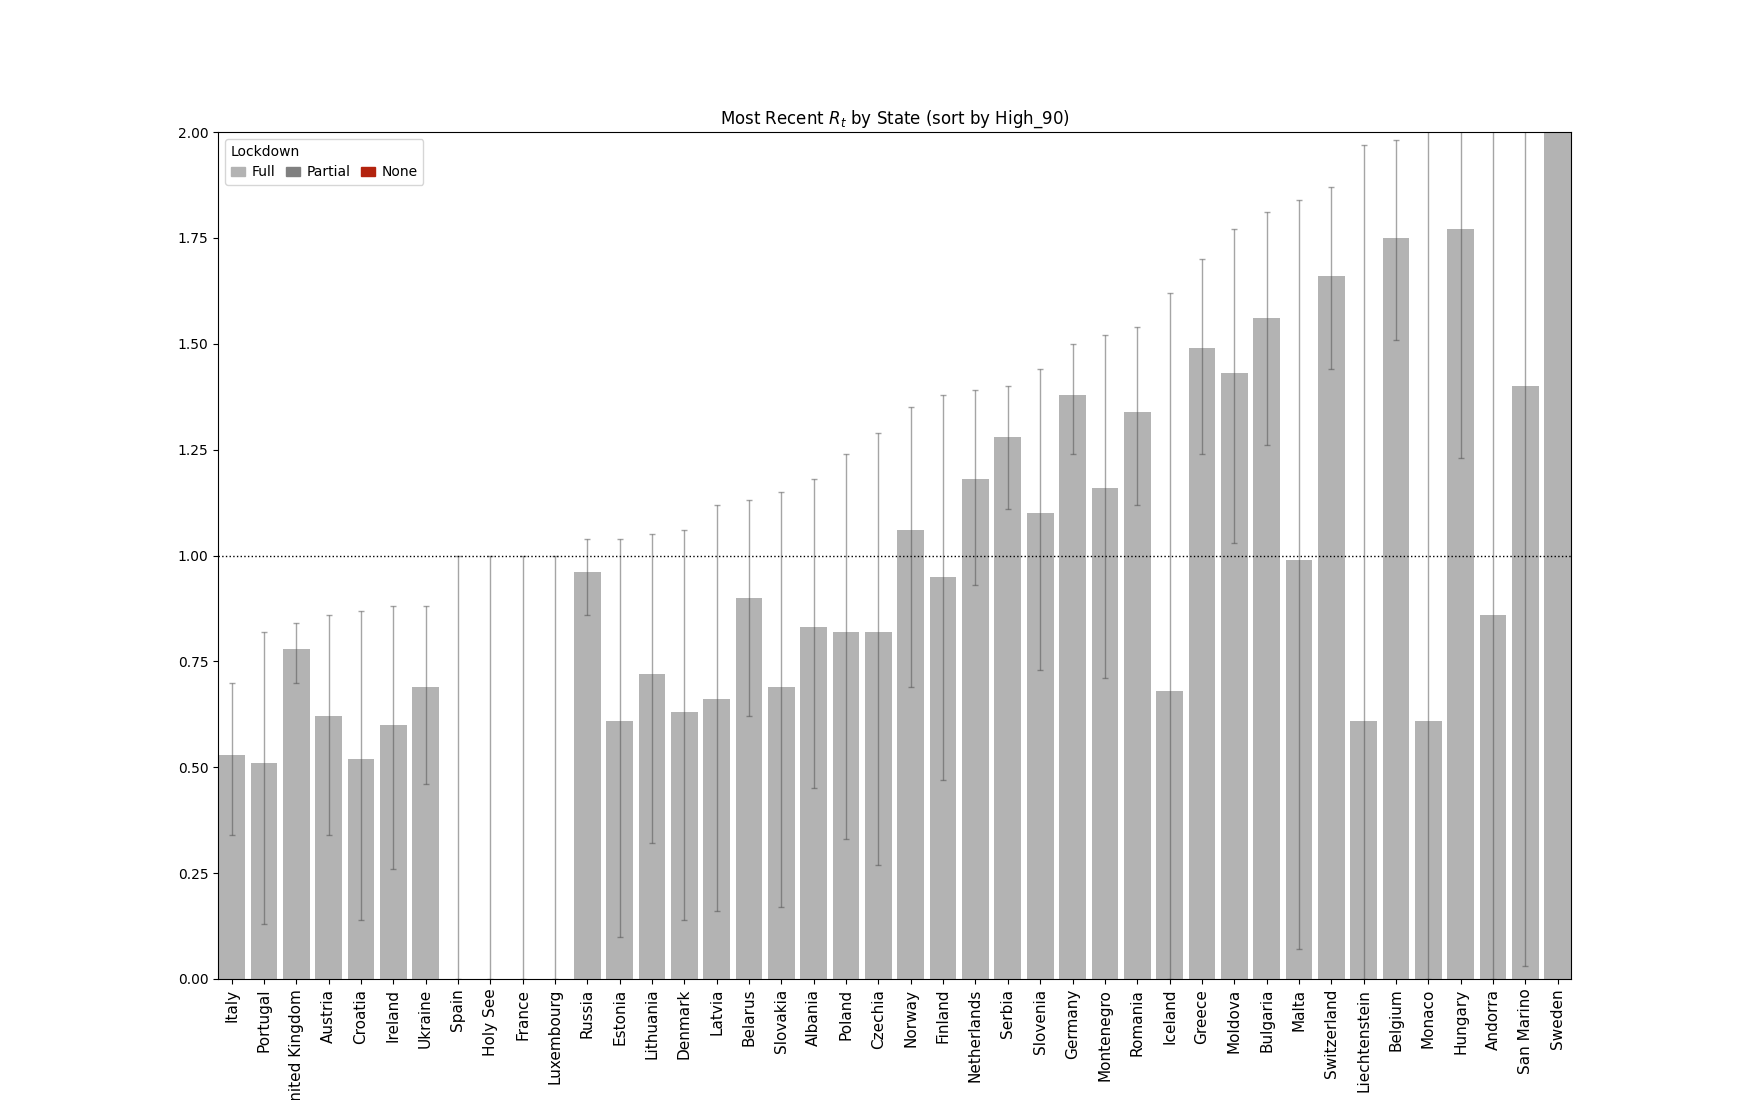 Most Recent R_t by State (sort by High_90)
Lockdown
Full Partial None
2.00
1.75
1.50
1.25
1.00
0.75
0.50
0.25
0.00
Italy
Portugal
nited Kingdom
Austria
Croatia
Ireland
Ukraine
Spain
Holy See
France
Luxembourg
Russia
Estonia
Lithuania
Denmark
Latvia
Belarus
Slovakia
Albania
Poland
Czechia
Norway
Finland
Netherlands
Serbia
Slovenia
Germany
Montenegro
Romania
Iceland
Greece
Moldova
Bulgaria
Malta
Switzerland
Liechtenstein
Belgium
Monaco
Hungary
Andorra
San Marino
Sweden